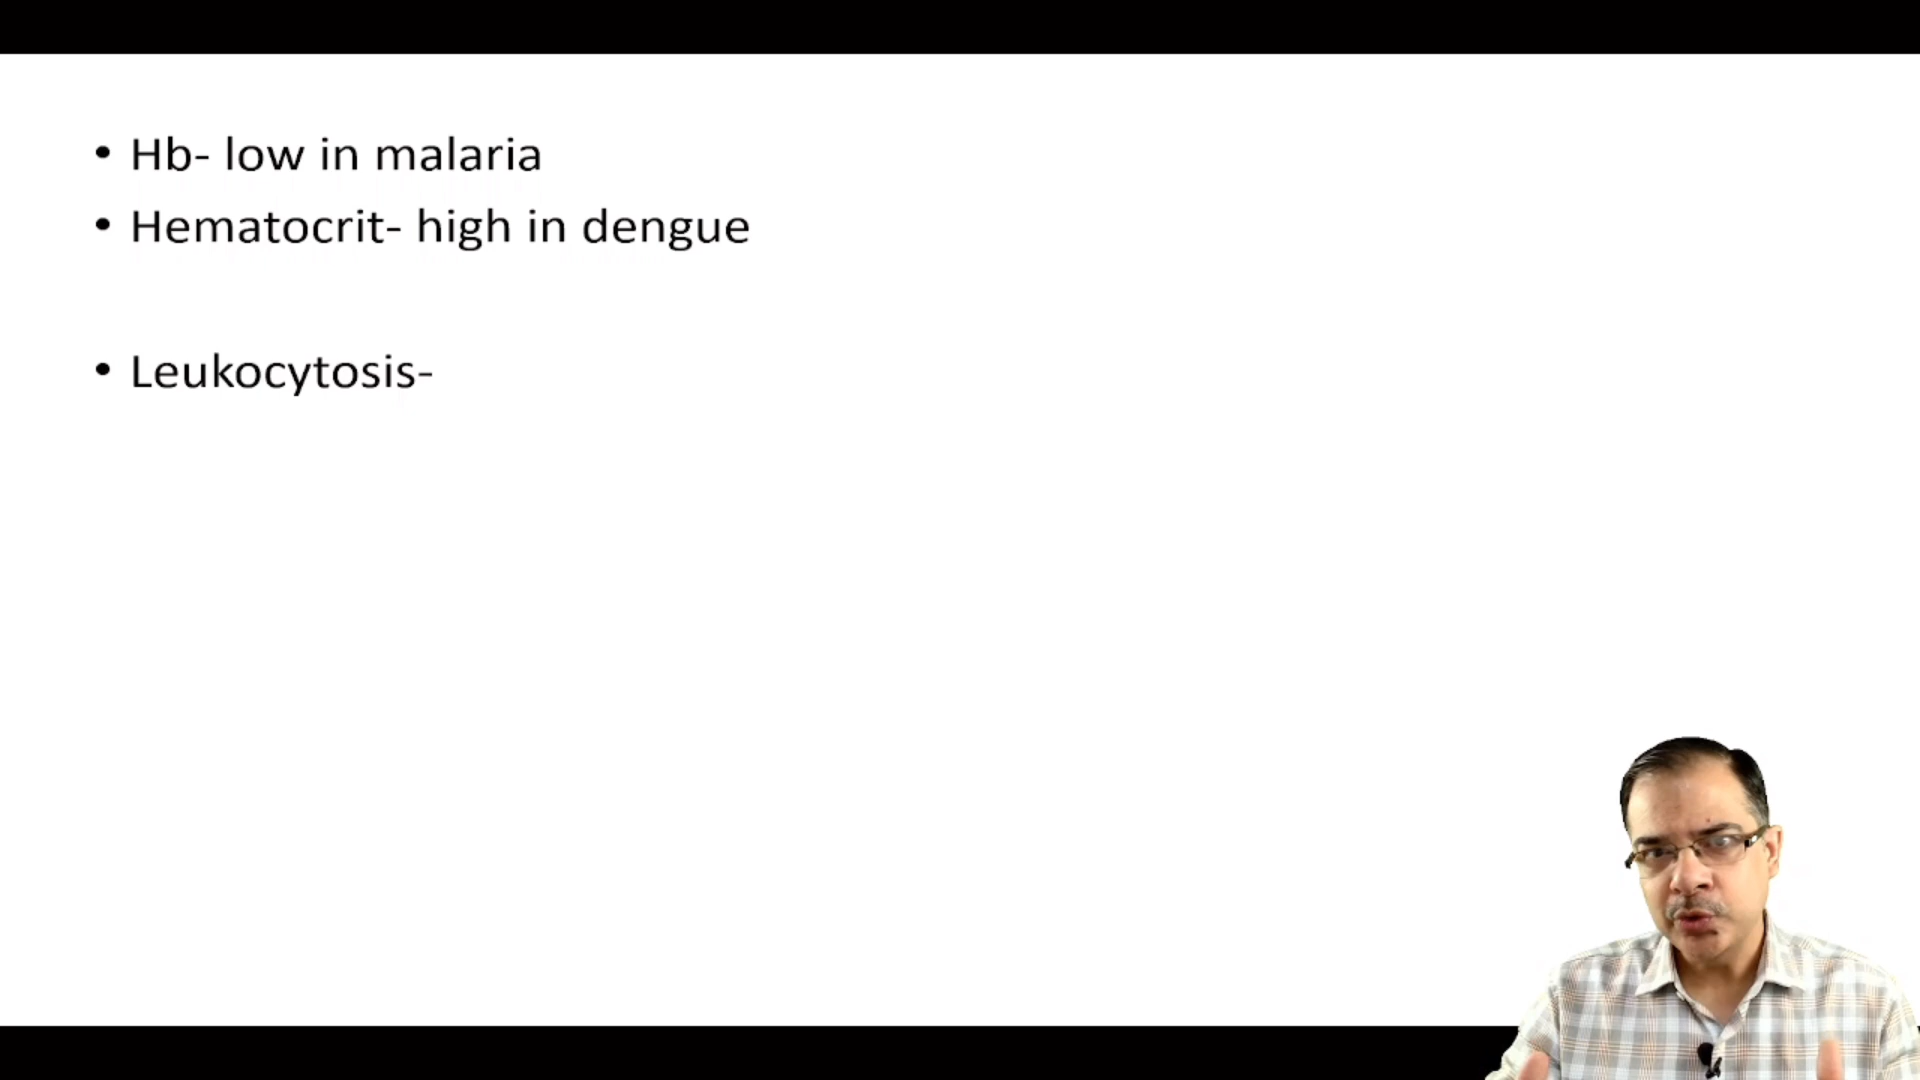 • Hb- low in malaria
• Hematocrit- high in dengue
• Leukocytosis-